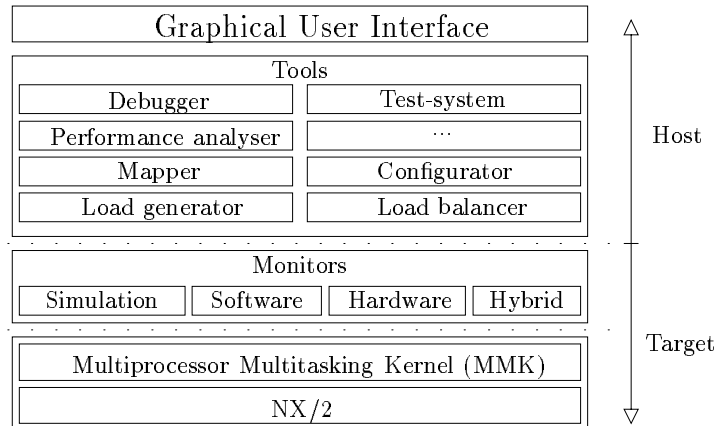 Graphical User Interface
Tools
Debugger
Test-system
Performance analyser
...
Mapper
Configurator
Load generator
Load balancer
Host
Monitors
Simulation
Software
Hardware
Hybrid
Target
Multiprocessor Multitasking Kernel (MMK)
NX/2